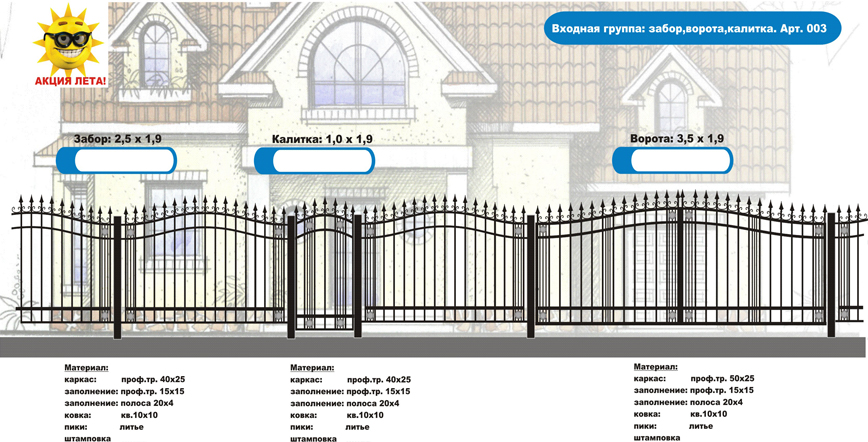 Входная группа: забор,ворота,калитка. Арт. 003
АКЦИЯ ЛЕТА!
Забор: 2,5 х 1,9
Калитка: 1,0 х 1,9
Ворота: 3,5 х 1,9
Материал:
каркас: проф.тр. 40х25
заполнение: проф.тр. 15х15
заполнение: полоса 20х4
ковка: кв.10х10
пики: литье
штамповка
Материал:
каркас: проф.тр. 40х25
заполнение: проф.тр. 15х15
заполнение: полоса 20х4
ковка: кв.10х10
пики: литье
штамповка
Материал:
каркас: проф.тр. 50х25
заполнение: проф.тр. 15х15
заполнение: полоса 20х4
ковка: кв.10х10
пики: литье
штамповка